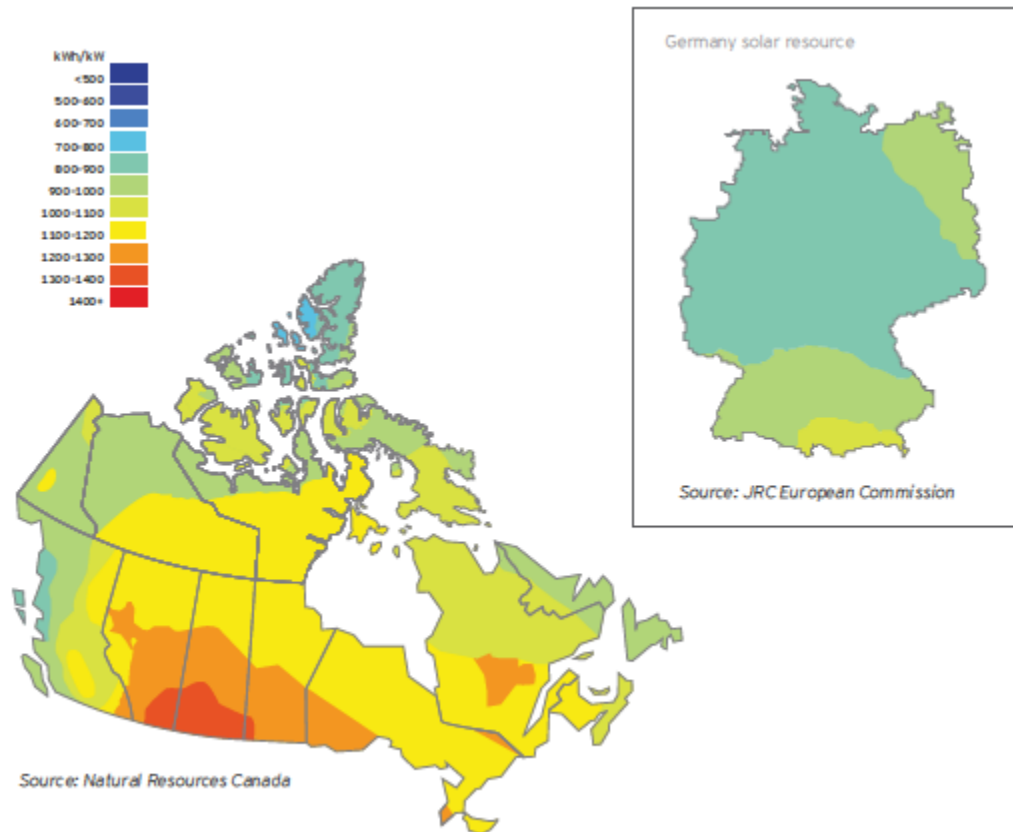 Germany solar resource
kWh/kW
<500
500-600
600-700
700-800
800-900
900-1000
1000-1100
1100-1200
1200-1300
1300-1400
1400+
Source: JRC European Commission
Source: Natural Resources Canada